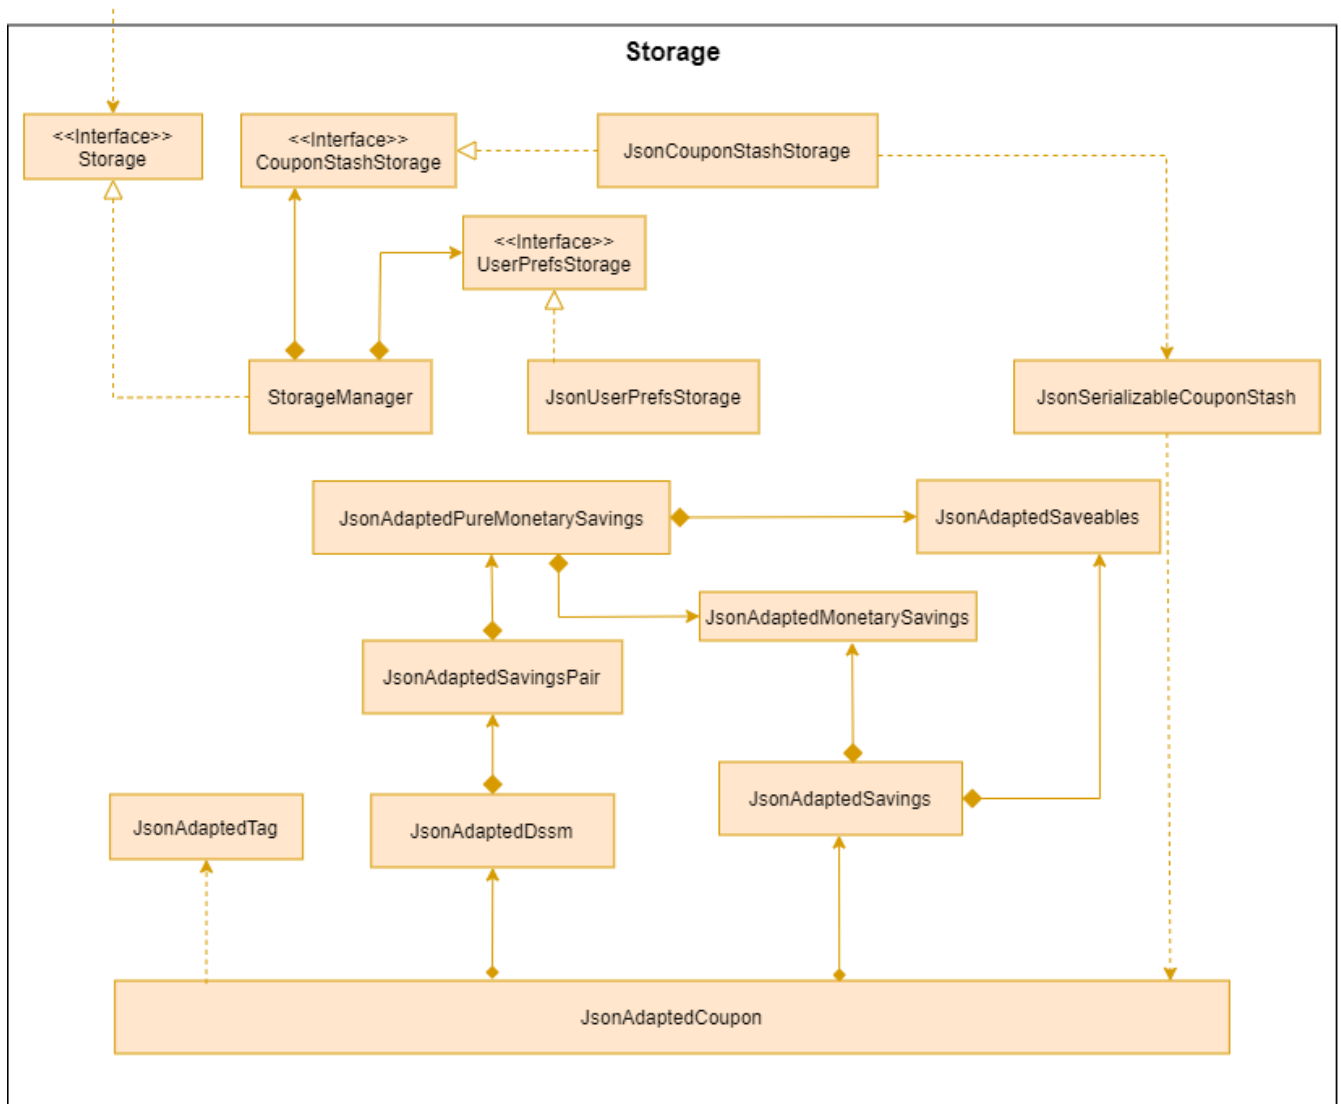 Storage
<<Interface>>
Storage
<<Interface>>
CouponStashStorage
JsonCouponStashStorage
<<Interface>>
UserPrefsStorage
StorageManager
JsonUserPrefsStorage
JsonSerializableCouponStash
JsonAdaptedPureMonetarySavings
JsonAdaptedSaveables
JsonAdaptedMonetarySavings
JsonAdaptedSavingsPair
JsonAdaptedSavings
JsonAdaptedTag
JsonAdaptedDssm
JsonAdaptedCoupon